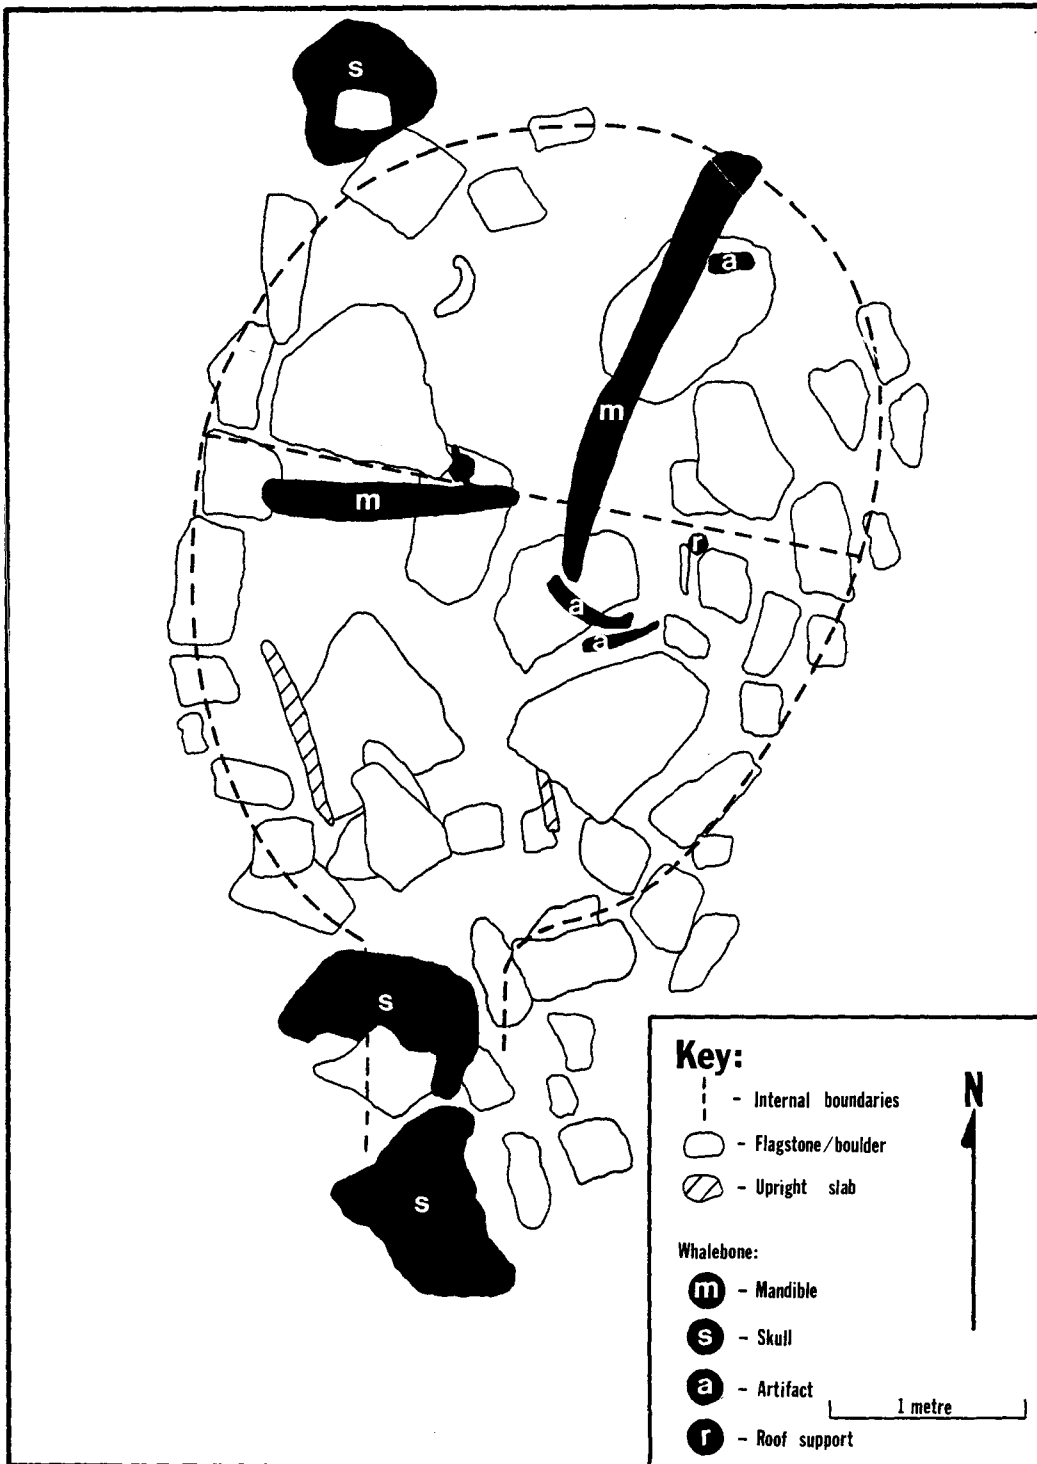 s
a
m
m
r
a
a
s
s
Key:
- Internal boundaries
- Flagstone/boulder
- Upright slab
N
Whalebone:
m - Mandible
s - Skull
a - Artifact
1 metre
r - Roof support